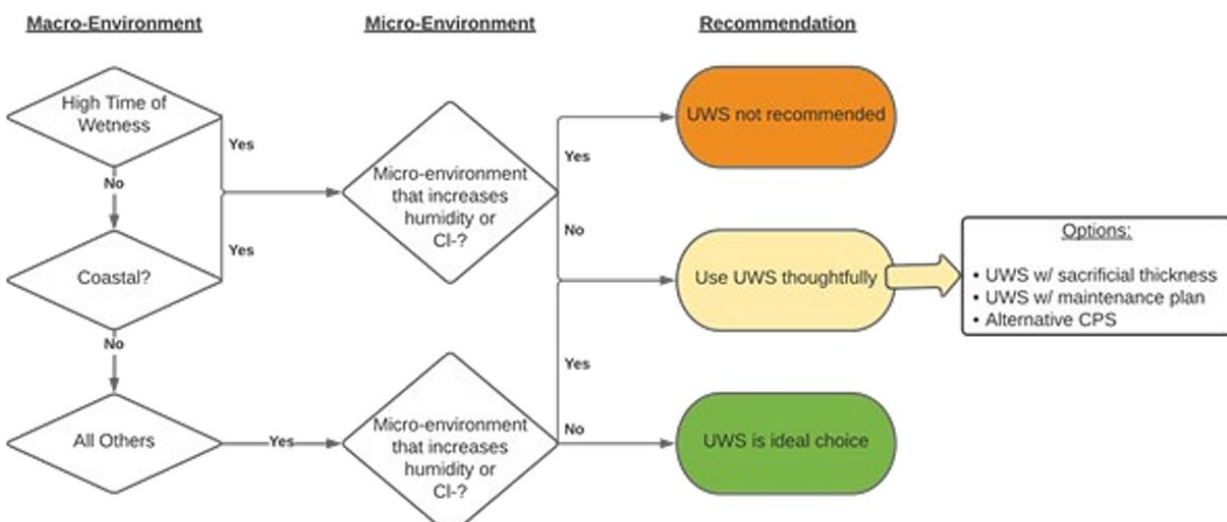 Macro-Environment
Micro-Environment
Recommendation
High Time of
Wetness
Yes
No
Coastal?
Yes
No
All Others
Yes
Micro-environment
that increases
humidity or
Cl-?
Yes
No
Micro-environment
that increases
humidity or
Cl-?
Yes
No
UWS not recommended
Use UWS thoughtfully
UWS is ideal choice
Options:
• UWS w/ sacrificial thickness
• UWS w/ maintenance plan
• Alternative CPS